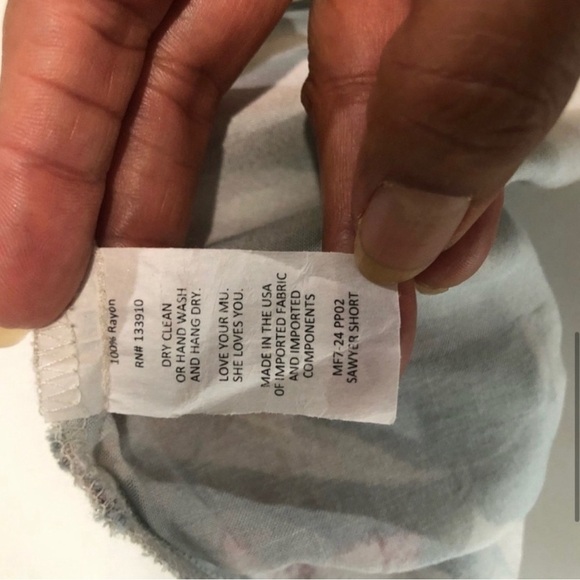 100% Rayon
RN# 133910
DRY CLEAN
OR HAND WASH
AND HANG DRY.
LOVE YOUR MU.
SHE LOVES YOU.
MADE IN THE USA
OF IMPORTED FABRIC
AND IMPORTED
COMPONENTS
MF7-24 PP02
SAWYER SHORT